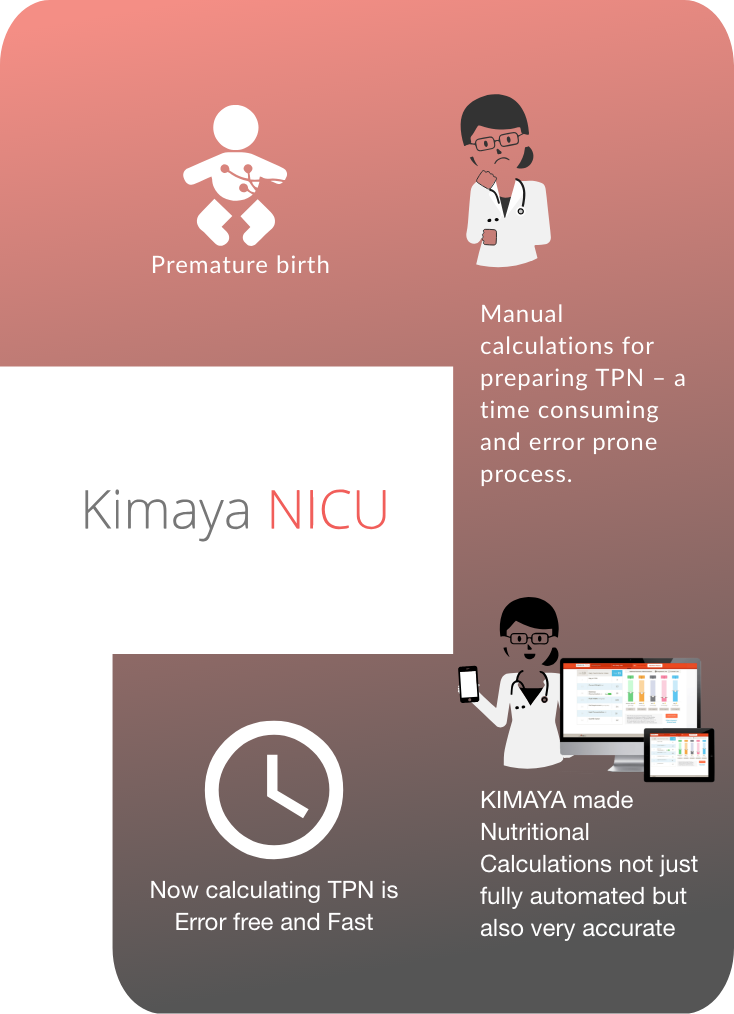 Premature birth
Manual
calculations for
preparing TPN – a
time consuming
and error prone
process.
Kimaya NICU
KIMAYA made
Nutritional
Calculations not just
fully automated but
also very accurate
Now calculating TPN is
Error free and Fast